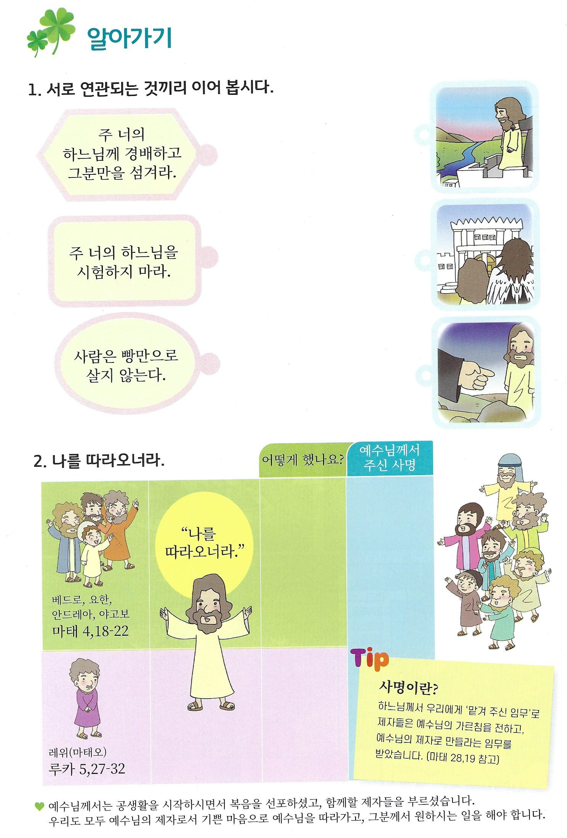 알아가기
1. 서로 연관되는 것끼리 이어 봅시다.
주 너의
하느님께 경배하고
그분만을 섬겨라.
주 너의 하느님을
시험하지 마라.
사람은 빵만으로
살지 않는다.
2. 나를 따라오너라.
어떻게 했나요?
예수님께서
주신 사명
“나를
따라오너라.”
베드로, 요한,
안드레아, 야고보
마태 4,18-22
레위(마태오)
루카 5,27-32
Tip
사명이란?
하느님께서 우리에게 ‘맡겨 주신 임무’로
제자들은 예수님의 가르침을 전하고,
예수님의 제자로 만들라는 임무를
받았습니다. (마태 28,19 참고)
예수님께서는 공생활을 시작하시면서 복음을 선포하셨고, 함께할 제자들을 부르셨습니다.
우리도 모두 예수님의 제자로서 기쁜 마음으로 예수님을 따라가고, 그분께서 원하시는 일을 해야 합니다.